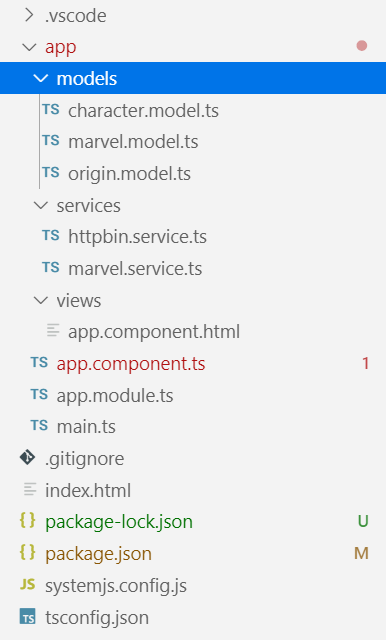 .vscode
app
models
TS character.model.ts
TS marvel.model.ts
TS origin.model.ts
services
TS httpbin.service.ts
TS marvel.service.ts
views
app.component.html
TS app.component.ts 1
TS app.module.ts
TS main.ts
.gitignore
index.html
{} package-lock.json U
{} package.json M
JS systemjs.config.js
TS tsconfig.json